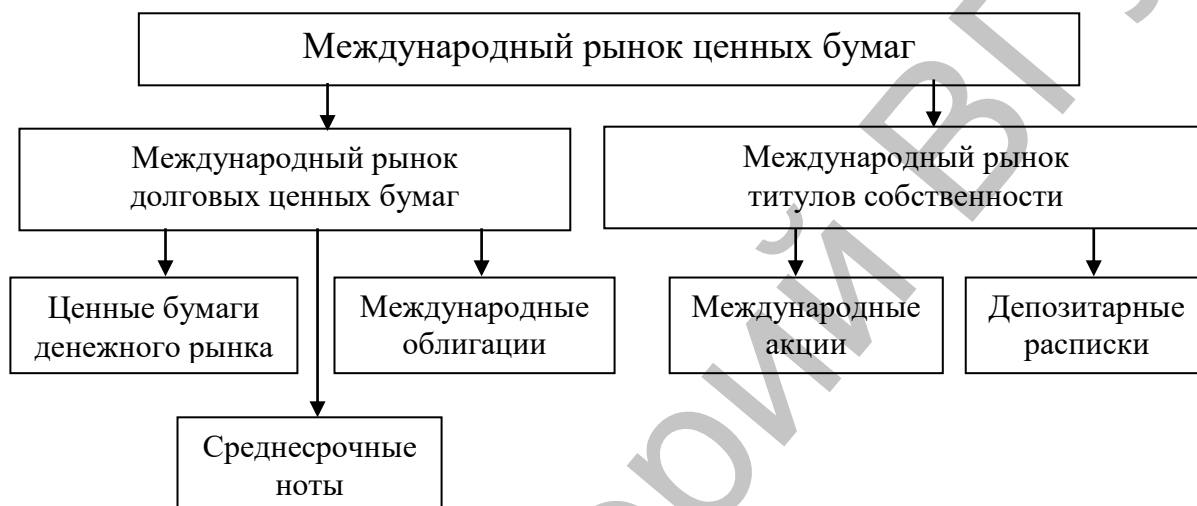 Международный рынок ценных бумаг
Международный рынок
долговых ценных бумаг
Международный рынок
титулов собственности
Ценные бумаги
денежного рынка
Международные
облигации
Международные
акции
Депозитарные
расписки
Среднесрочные
ноты